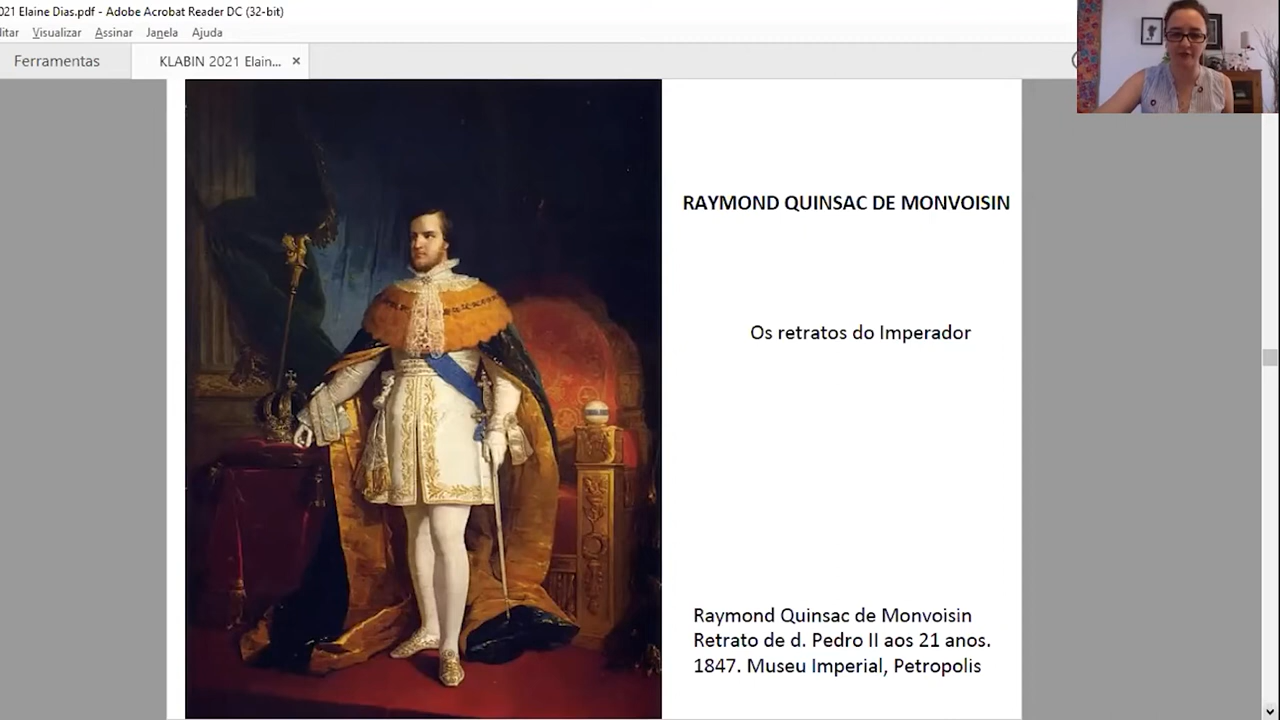 021 Elaine Dias.pdf - Adobe Acrobat Reader DC (32-bit)
itar Visualizar Assinar Janela Ajuda
Ferramentas KLABIN 2021 Elain... ×
RAYMOND QUINSAC DE MONVOISIN
Os retratos do Imperador
Raymond Quinsac de Monvoisin
Retrato de d. Pedro II aos 21 anos.
1847. Museu Imperial, Petropolis